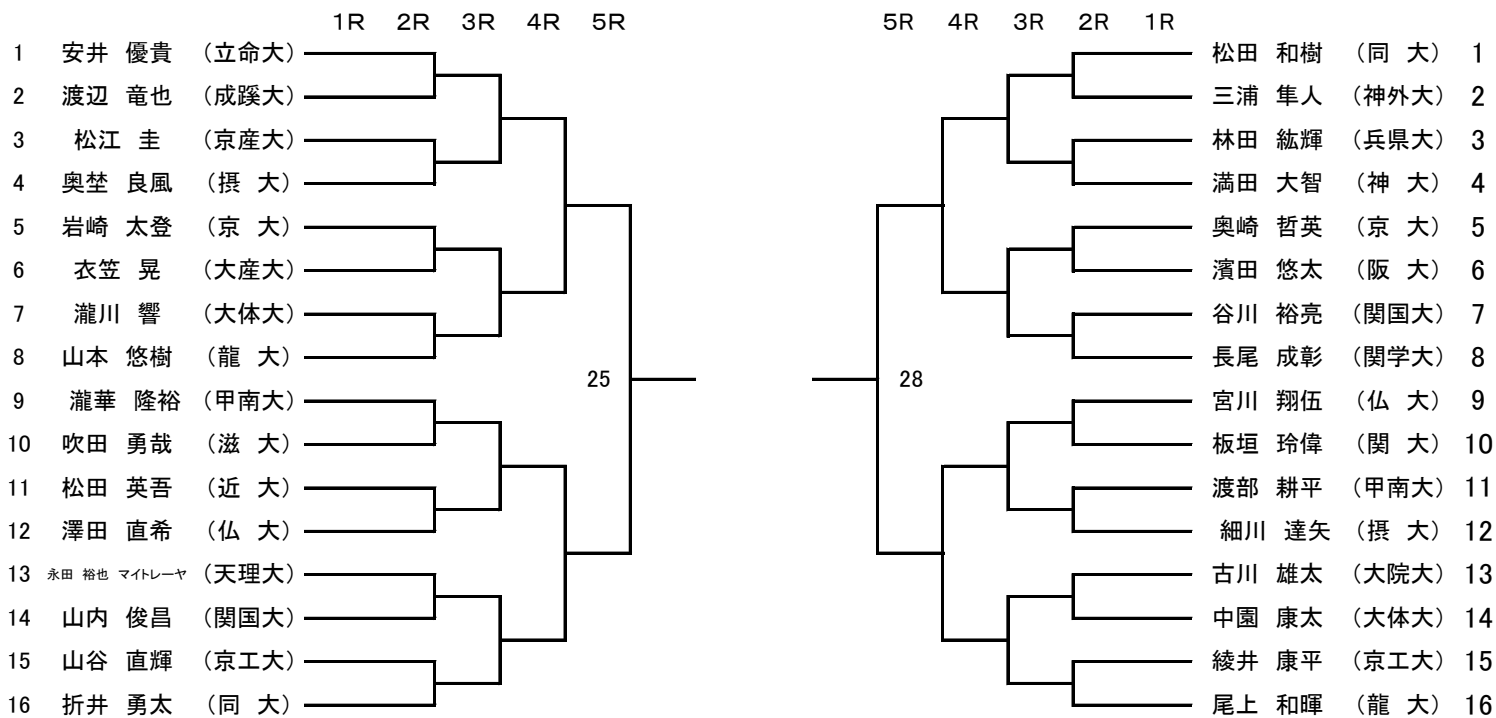 1R 2R 3R 4R 5R
1 安井 優貴 （立命大）
2 渡辺 竜也 （成蹊大）
3 松江 圭 （京産大）
4 奥埜 良風 （摂 大）
5 岩崎 太登 （京 大）
6 衣笠 晃 （大産大）
7 瀧川 響 （大体大）
8 山本 悠樹 （龍 大）
25
9 瀧華 隆裕 （甲南大）
10 吹田 勇哉 （滋 大）
11 松田 英吾 （近 大）
12 澤田 直希 （仏 大）
13 永田 裕也 マイトレーヤ （天理大）
14 山内 俊昌 （関国大）
15 山谷 直輝 （京工大）
16 折井 勇太 （同 大）
5R 4R 3R 2R 1R
松田 和樹 （同 大） 1
三浦 隼人 （神外大） 2
林田 紘輝 （兵県大） 3
満田 大智 （神 大） 4
奥崎 哲英 （京 大） 5
濱田 悠太 （阪 大） 6
谷川 裕亮 （関国大） 7
長尾 成彰 （関学大） 8
28
宮川 翔伍 （仏 大） 9
板垣 玲偉 （関 大） 10
渡部 耕平 （甲南大） 11
細川 達矢 （摂 大） 12
古川 雄太 （大院大） 13
中園 康太 （大体大） 14
綾井 康平 （京工大） 15
尾上 和暉 （龍 大） 16